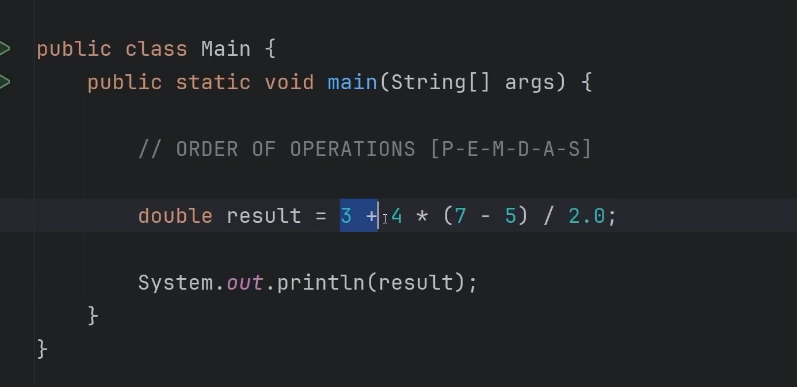 public class Main {
public static void main(String[] args) {
// ORDER OF OPERATIONS [P-E-M-D-A-S]
double result = 3 + 4 * (7 - 5) / 2.0;
System.out.println(result);
}
}